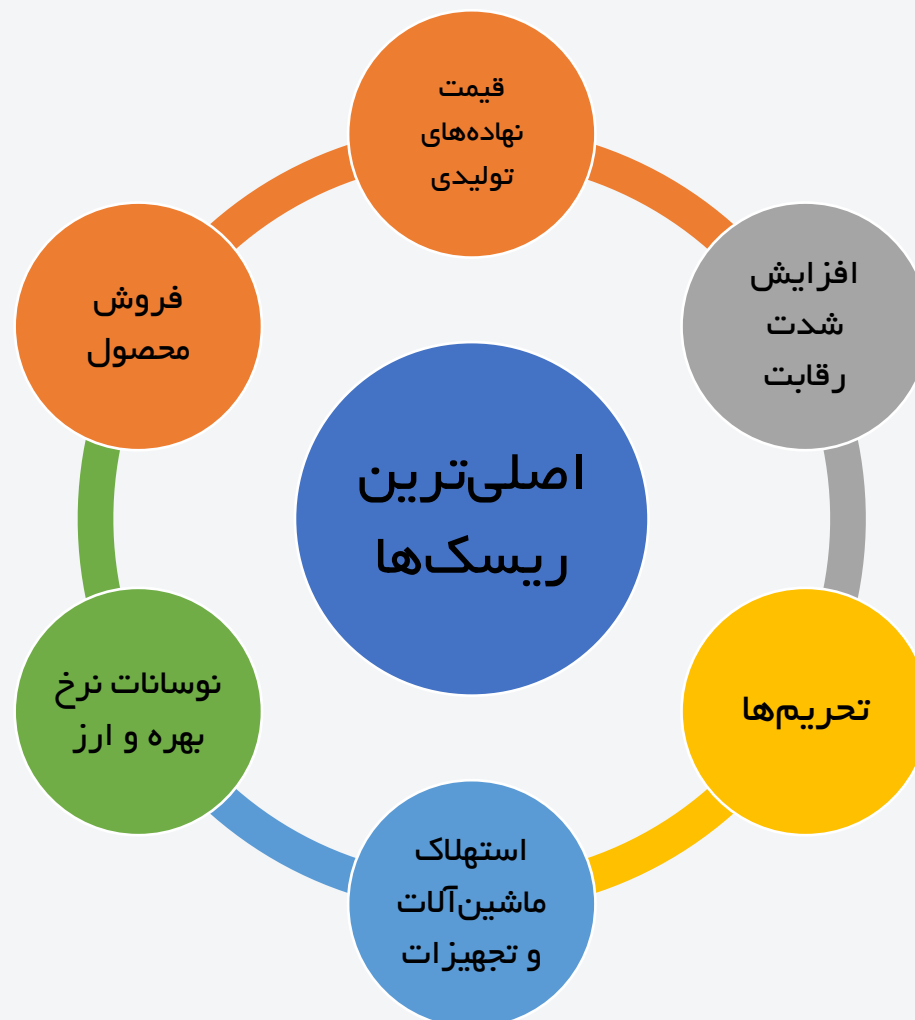 قیمت
نهاده‌های
تولیدی
افزایش
شدت
رقابت
تحریم‌ها
استهلاک
ماشین‌آلات
و تجهیزات
نوسانات نرخ
بهره و ارز
فروش
محصول
اصلی‌ترین
ریسک‌ها